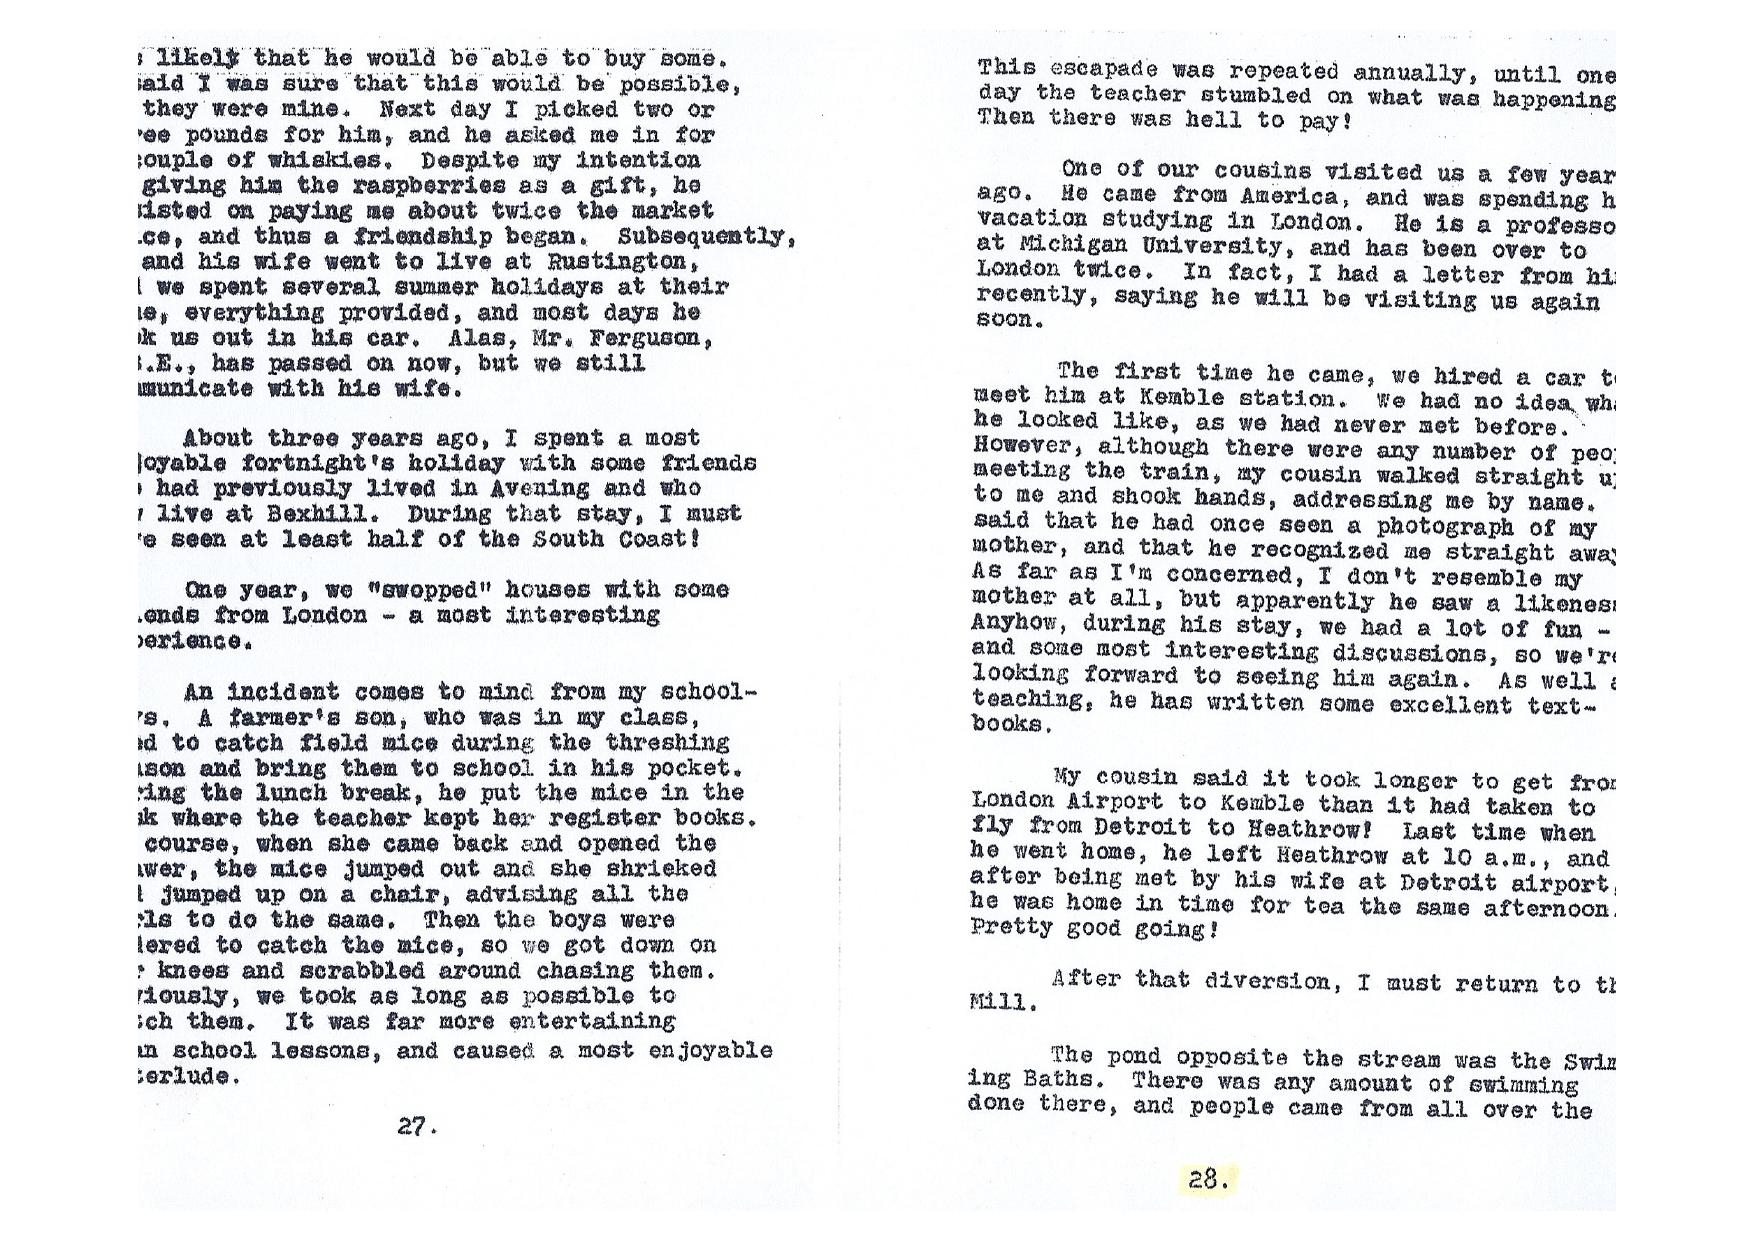 likely that he would be able to buy some.
said I was sure that this would be possible,
they were mine. Next day I picked two or
ee pounds for him, and he asked me in for
couple of whiskies. Despite my intention
giving him the raspberries as a gift, he
isted on paying me about twice the market
ce, and thus a friendship began. Subsequently,
and his wife went to live at Rustington,
we spent several summer holidays at their
e, everything provided, and most days he
k us out in his car. Alas, Mr. Ferguson,
.E., has passed on now, but we still
municate with his wife.
About three years ago, I spent a most
joyable fortnight's holiday with some friends
had previously lived in Avening and who
live at Bexhill. During that stay, I must
e seen at least half of the South Coast!
One year, we "swopped" houses with some
ends from London - a most interesting
perience.
An incident comes to mind from my school-
s. A farmer's son, who was in my class,
ed to catch field mice during the threshing
ason and bring them to school in his pocket.
ring the lunch break, he put the mice in the
sk where the teacher kept her register books.
course, when she came back and opened the
awer, the mice jumped out and she shrieked
jumped up on a chair, advising all the
rls to do the same. Then the boys were
dered to catch the mice, so we got down on
knees and scrabbled around chasing them.
viously, we took as long as possible to
tch them. It was far more entertaining
an school lessons, and caused a most enjoyable
terlude.
27.
This escapade was repeated annually, until one
day the teacher stumbled on what was happening
Then there was hell to pay!
One of our cousins visited us a few year
ago. He came from America, and was spending h
vacation studying in London. He is a professo
at Michigan University, and has been over to
London twice. In fact, I had a letter from hi
recently, saying he will be visiting us again
soon.
The first time he came, we hired a car t
meet him at Kemble station. We had no idea wha
he looked like, as we had never met before.
However, although there were any number of peo
meeting the train, my cousin walked straight u
to me and shook hands, addressing me by name.
said that he had once seen a photograph of my
mother, and that he recognized me straight away
As far as I'm concerned, I don't resemble my
mother at all, but apparently he saw a likenes
Anyhow, during his stay, we had a lot of fun -
and some most interesting discussions, so we're
looking forward to seeing him again. As well a
teaching, he has written some excellent text-
books.
My cousin said it took longer to get from
London Airport to Kemble than it had taken to
fly from Detroit to Heathrow! Last time when
he went home, he left Heathrow at 10 a.m., and
after being met by his wife at Detroit airport,
he was home in time for tea the same afternoon.
Pretty good going!
After that diversion, I must return to th
Mill.
The pond opposite the stream was the Swim
ing Baths. There was any amount of swimming
done there, and people came from all over the
28.